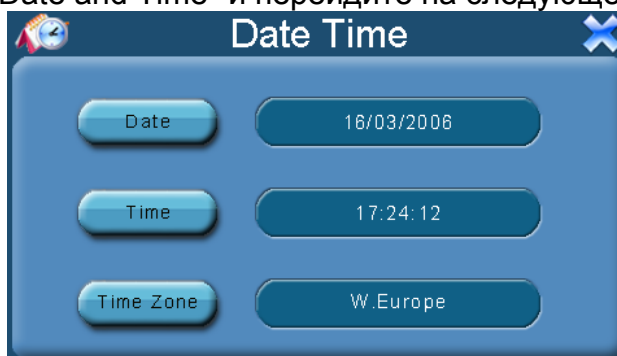 Date and Time" и перейдите на следующе
Date Time
Date 16/03/2006
Time 17:24:12
Time Zone W.Europe